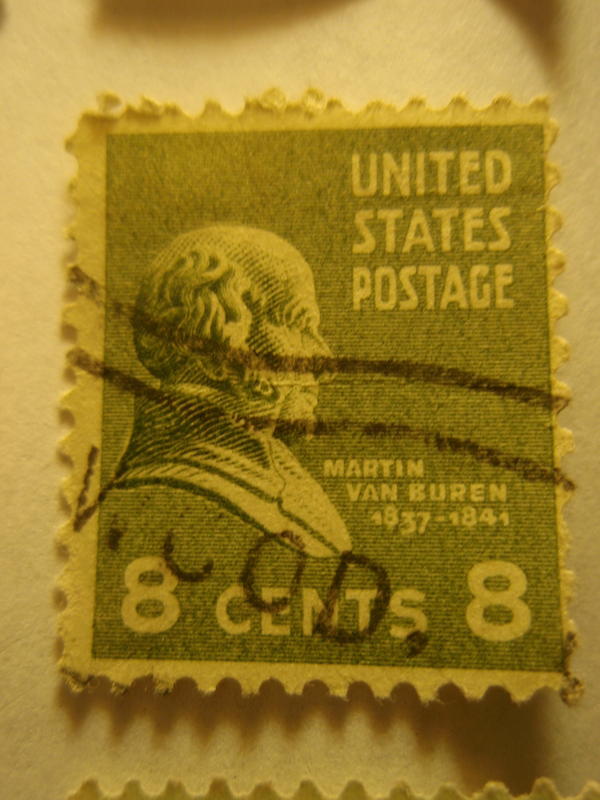 UNITED
STATES
POSTAGE
MARTIN
VAN BUREN
1837-1841
8 CENTS 8